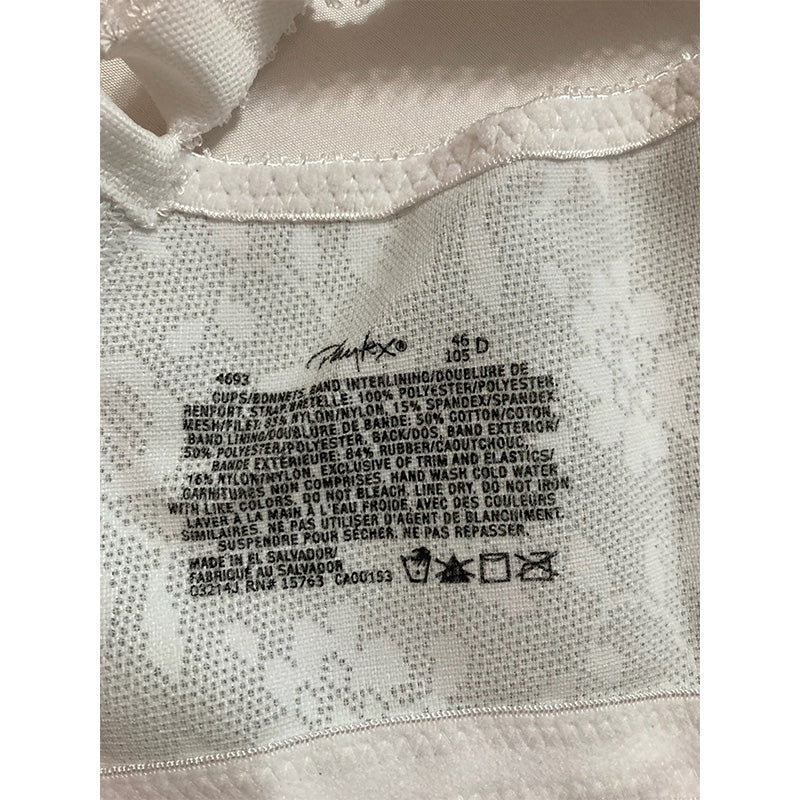 Playtex®
46 D
105
4693
CUPS/BONNETS, BAND INTERLINING/DOUBLURE DE
RENFORT, STRAP/BRETELLE: 100% POLYESTER/POLYESTER,
MESH/FILET: 85% NYLON/NYLON, 15% SPANDEX/SPANDEX,
BAND LINING/DOUBLURE DE BANDE: 50% COTTON/COTON,
50% POLYESTER/POLYESTER, BACK/DOS, BAND EXTERIOR/
BANDE EXTÉRIEURE: 84% RUBBER/CAOUTCHOUC,
16% NYLON/NYLON, EXCLUSIVE OF TRIM AND ELASTICS/
GARNITURES NON COMPRISES. HAND WASH COLD WATER
WITH LIKE COLORS. DO NOT BLEACH. LINE DRY. DO NOT IRON
LAVER À LA MAIN À L'EAU FROIDE, AVEC DES COULEURS
SIMILAIRES. NE PAS UTILISER D'AGENT DE BLANCHIMENT.
SUSPENDRE POUR SÉCHER. NE PAS REPASSER.
MADE IN EL SALVADOR/
FABRIQUÉ AU SALVADOR
03214J RN# 15763 CA00153